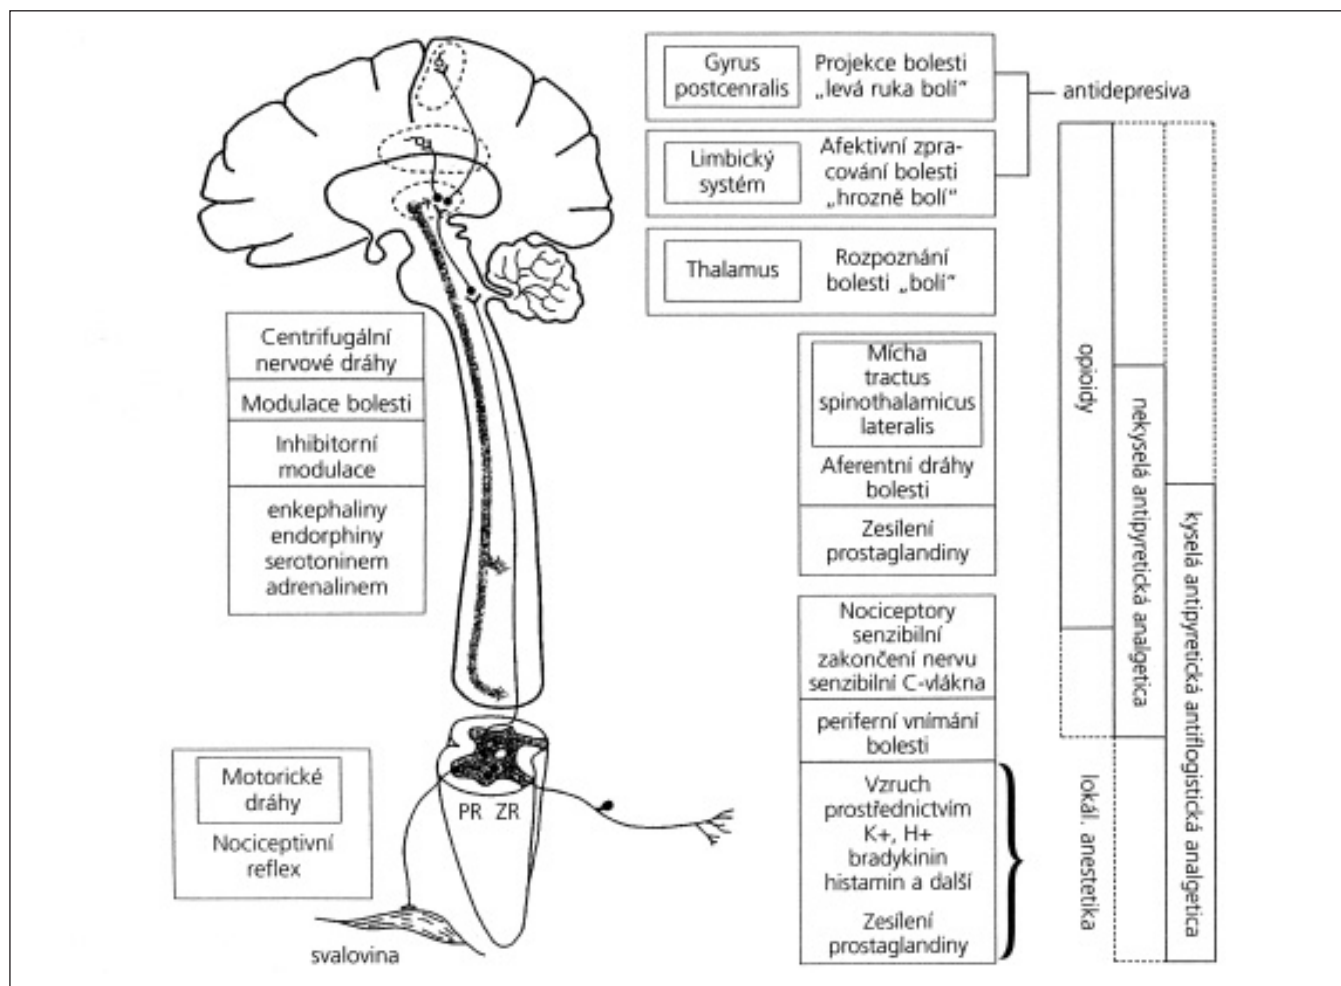 Gyrus
postcenralis
Projekce bolesti
„levá ruka bolí“
antidepresiva
Limbický
systém
Afektivní zpra-
cování bolesti
„hrozně bolí“
Thalamus
Rozpoznání
bolesti „bolí“
Centrifugální
nervové dráhy
Modulace bolesti
Inhibitorní
modulace
enkephaliny
endorphiny
serotoninem
adrenalinem
Mícha
tractus
spinothalamicus
lateralis
Aferentní dráhy
bolesti
Zesílení
prostaglandiny
Nociceptory
senzibilní
zakončení nervu
senzibilní C-vlákna
periferní vnímání
bolesti
Vzruch
prostřednictvím
K+, H+
bradykinin
histamin a další
Zesílení
prostaglandiny
opioidy
lokál. anestetika
nekyselá antipyretická analgetica
kyselá antipyretická antiflogistická analgetica
Motorické
dráhy
Nociceptivní
reflex
PR ZR
svalovina